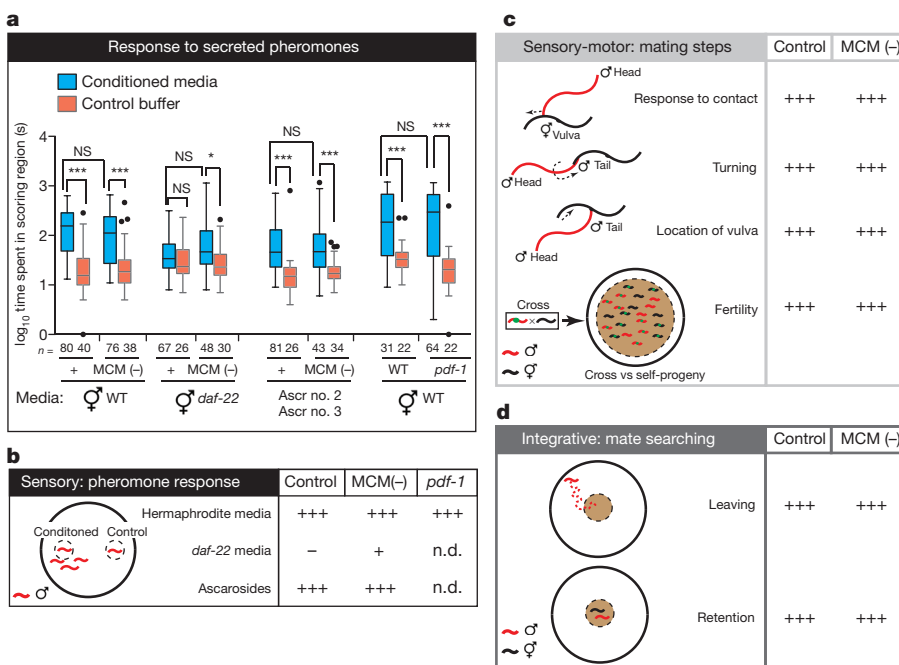 a
Response to secreted pheromones
Conditioned media
Control buffer
log10 time spent in scoring region (s)
4
3
2
1
0
NS
***
***
NS
NS
*
NS
***
***
NS
***
***
n = 80 40 76 38 67 26 48 30 81 26 43 34 31 22 64 22
+ MCM (–) + MCM (–) + MCM (–) WT pdf-1
Media: ⚥ WT ⚥ daf-22 Ascr no. 2 ⚥ WT
Ascr no. 3
b
Sensory: pheromone response Control MCM(–) pdf-1
Hermaphrodite media +++ +++ +++
Conditoned Control
daf-22 media – + n.d.
Ascarosides +++ +++ n.d.
♂
c
Sensory-motor: mating steps Control MCM (–)
♂ Head
Response to contact +++ +++
⚥ Vulva
Turning +++ +++
♂ Tail
♂ Head
Location of vulva +++ +++
♂ Tail
♂ Head
Cross
×
Fertility +++ +++
♂
⚥
Cross vs self-progeny
d
Integrative: mate searching Control MCM (–)
Leaving +++ +++
Retention +++ +++
♂
⚥